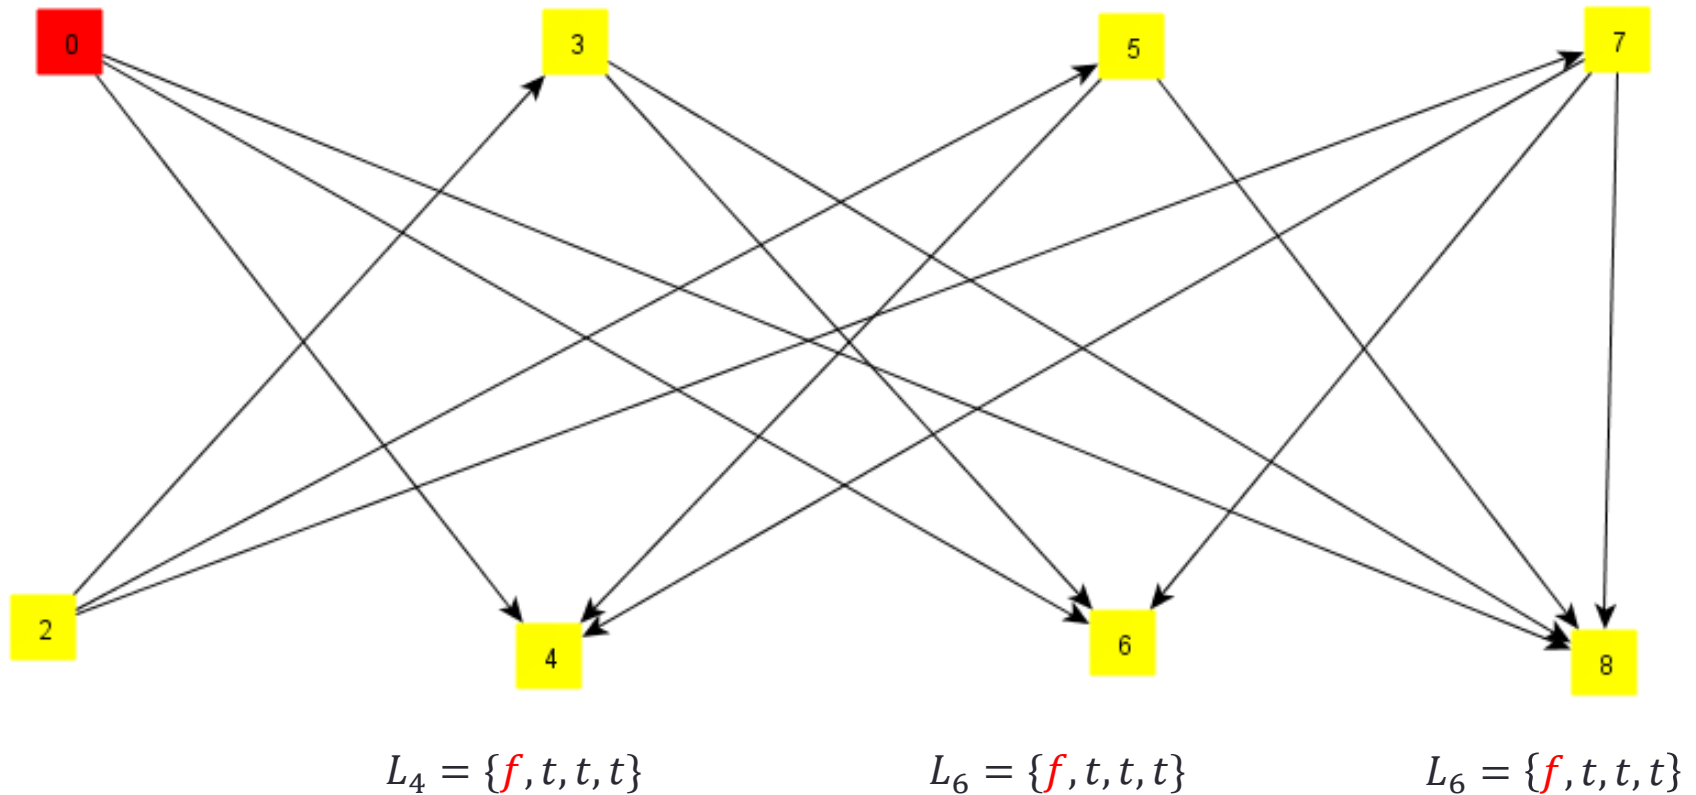 0 3 5 7
2 4 6 8
L₄ = {f, t, t, t} L₆ = {f, t, t, t} L₆ = {f, t, t, t}